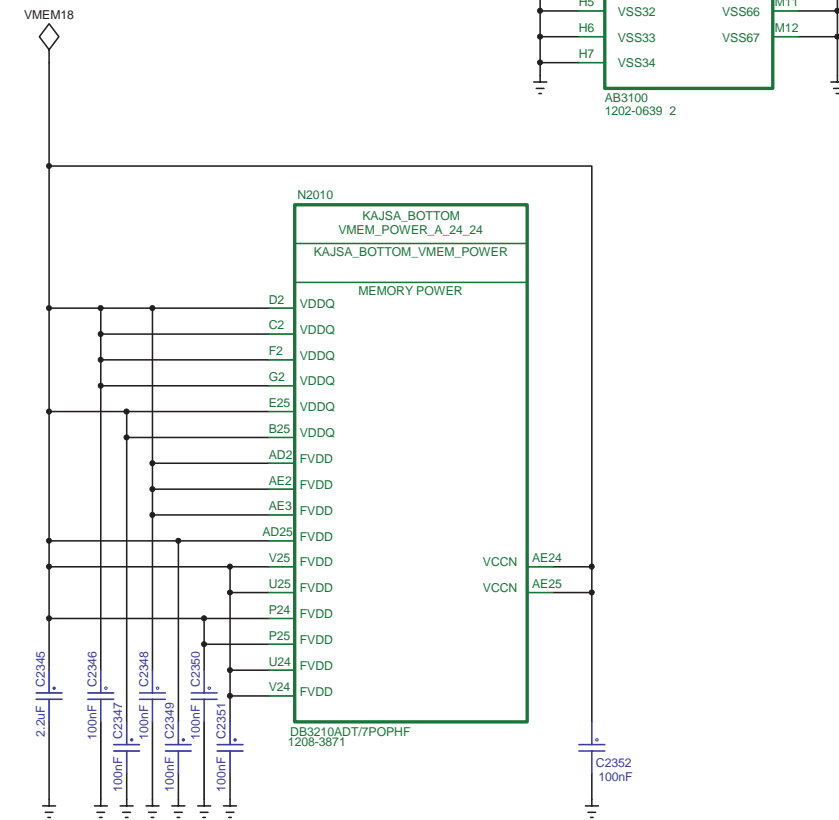 VMEM18
H5 VSS32 VSS66 M11
H6 VSS33 VSS67 M12
H7 VSS34
AB3100
1202-0639 2
N2010
KAJSA_BOTTOM
VMEM_POWER_A_24_24
KAJSA_BOTTOM_VMEM_POWER
MEMORY POWER
D2 VDDQ
C2 VDDQ
F2 VDDQ
G2 VDDQ
E25 VDDQ
B25 VDDQ
AD2 FVDD
AE2 FVDD
AE3 FVDD
AD25 FVDD
V25 FVDD VCCN AE24
U25 FVDD VCCN AE25
P24 FVDD
P25 FVDD
U24 FVDD
V24 FVDD
C2345
2.2uF
C2346
100nF
C2347
100nF
C2348
100nF
C2349
100nF
C2350
100nF
C2351
100nF
DB3210ADT/7POPHF
1208-3871
C2352
100nF